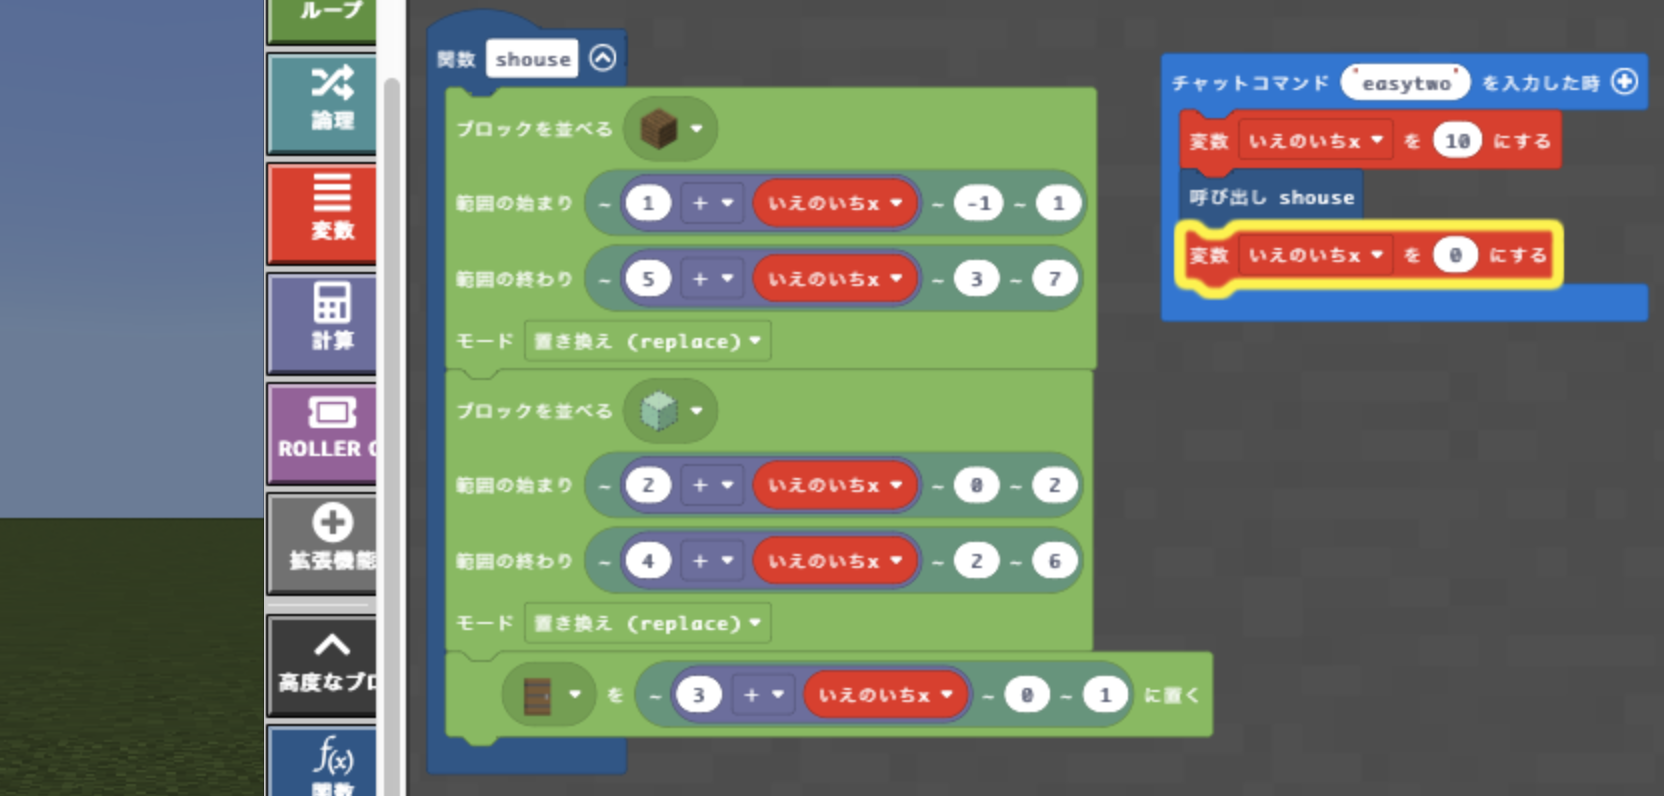 ループ
論理
変数
計算
ROLLER C
拡張機能
高度なブロ
f(x)
関数
関数 shouse
ブロックを並べる
範囲の始まり ~ 1 + いえのいちx ~ -1 ~ 1
範囲の終わり ~ 5 + いえのいちx ~ 3 ~ 7
モード 置き換え (replace)
ブロックを並べる
範囲の始まり ~ 2 + いえのいちx ~ 0 ~ 2
範囲の終わり ~ 4 + いえのいちx ~ 2 ~ 6
モード 置き換え (replace)
を ~ 3 + いえのいちx ~ 0 ~ 1 に置く
チャットコマンド "easytwo" を入力した時
変数 いえのいちx を 10 にする
呼び出し shouse
変数 いえのいちx を 0 にする